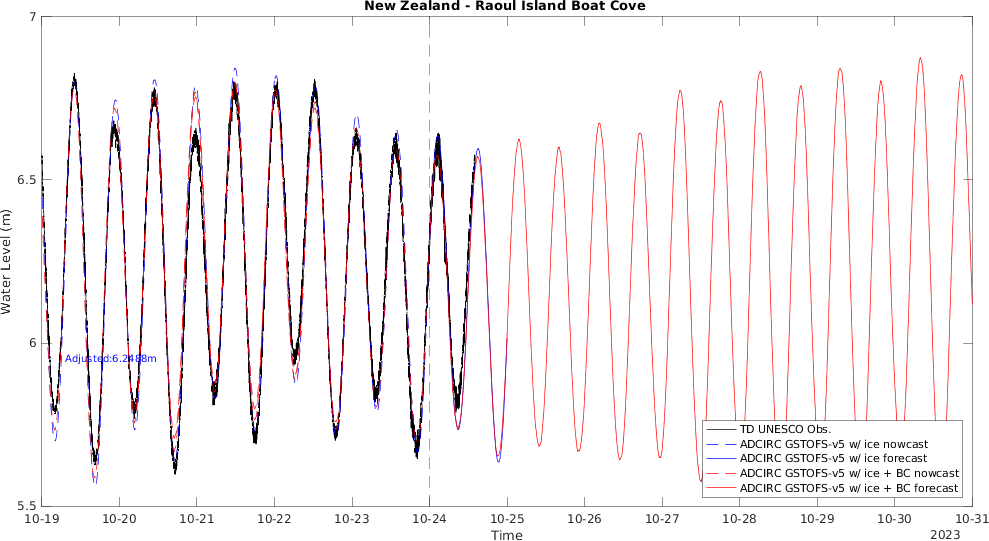 New Zealand - Raoul Island Boat Cove
7
6.5
6
5.5
Water Level (m)
Adjusted:6.2488m
TD UNESCO Obs.
ADCIRC GSTOFS-v5 w/ ice nowcast
ADCIRC GSTOFS-v5 w/ ice forecast
ADCIRC GSTOFS-v5 w/ ice + BC nowcast
ADCIRC GSTOFS-v5 w/ ice + BC forecast
10-19 10-20 10-21 10-22 10-23 10-24 10-25 10-26 10-27 10-28 10-29 10-30 10-31
Time
2023